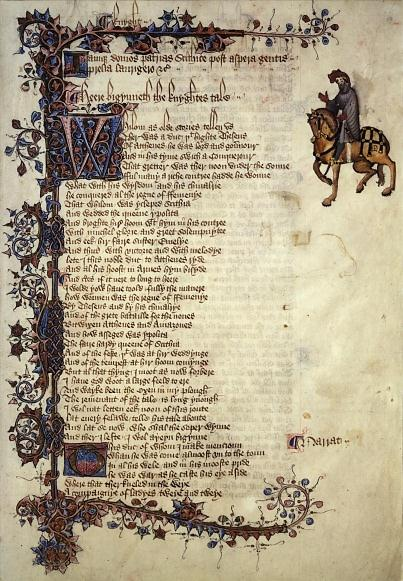 Knyght
Iamque domos patrias Scithice post aspera gentis
prelia laurigero &c
Heere bigynneth the knyghtes tale
Whilom as olde stories tellen us
Ther was a duc þt highte Theseus
Of Atthenes he was lord and gouernour
And in his tyme swich a conquerour
That gretter was ther noon vnder the sonne
Ful many a riche contree hadde he wonne
What with his wysdom and his chiualrie
He conquered al the regne of ffemenye
That whilom was ycleped Scithia
And wedded the queene ypolita
And broghte hir hoom wt hym in his contree
With muchel glorie and greet solempnytee
And eek hir faire suster Emelye
And thus with victorie and with melodye
Lete I this noble duc to Atthenes ryde
And al his hoost in Armes hym bisyde
And certes if it nere to long to heere
I wolde yow haue toold fully the manere
How wonnen was the regne of ffemenye
By Theseus and by his chiualrye
And of the grete bataille for the nones
Bitwixen Atthenes and Amazones
And how asseged was ypolita
The faire hardy queene of Scithia
And of the feste þt was at hir weddynge
And of the tempest at hir hoom comynge
But al that thyng I moot as now forbere
I haue god woot a large feeld to ere
And wayke been the Oxen in my plough
The remenant of the tale is long ynough
I wol nat letten eek noon of this route
Lat euery felawe telle his tale aboute
And lat se now who shal the soper wynne
And ther I lefte I wol ayeyn bigynne
This duc of whom I make mencioun
Whan he was come almoost vn to the toun
In al his wele and in his mooste pride
He was war as he caste his eye aside
Where that ther kneled in the weye
A compaignye of ladyes tweye and tweye
Narrat